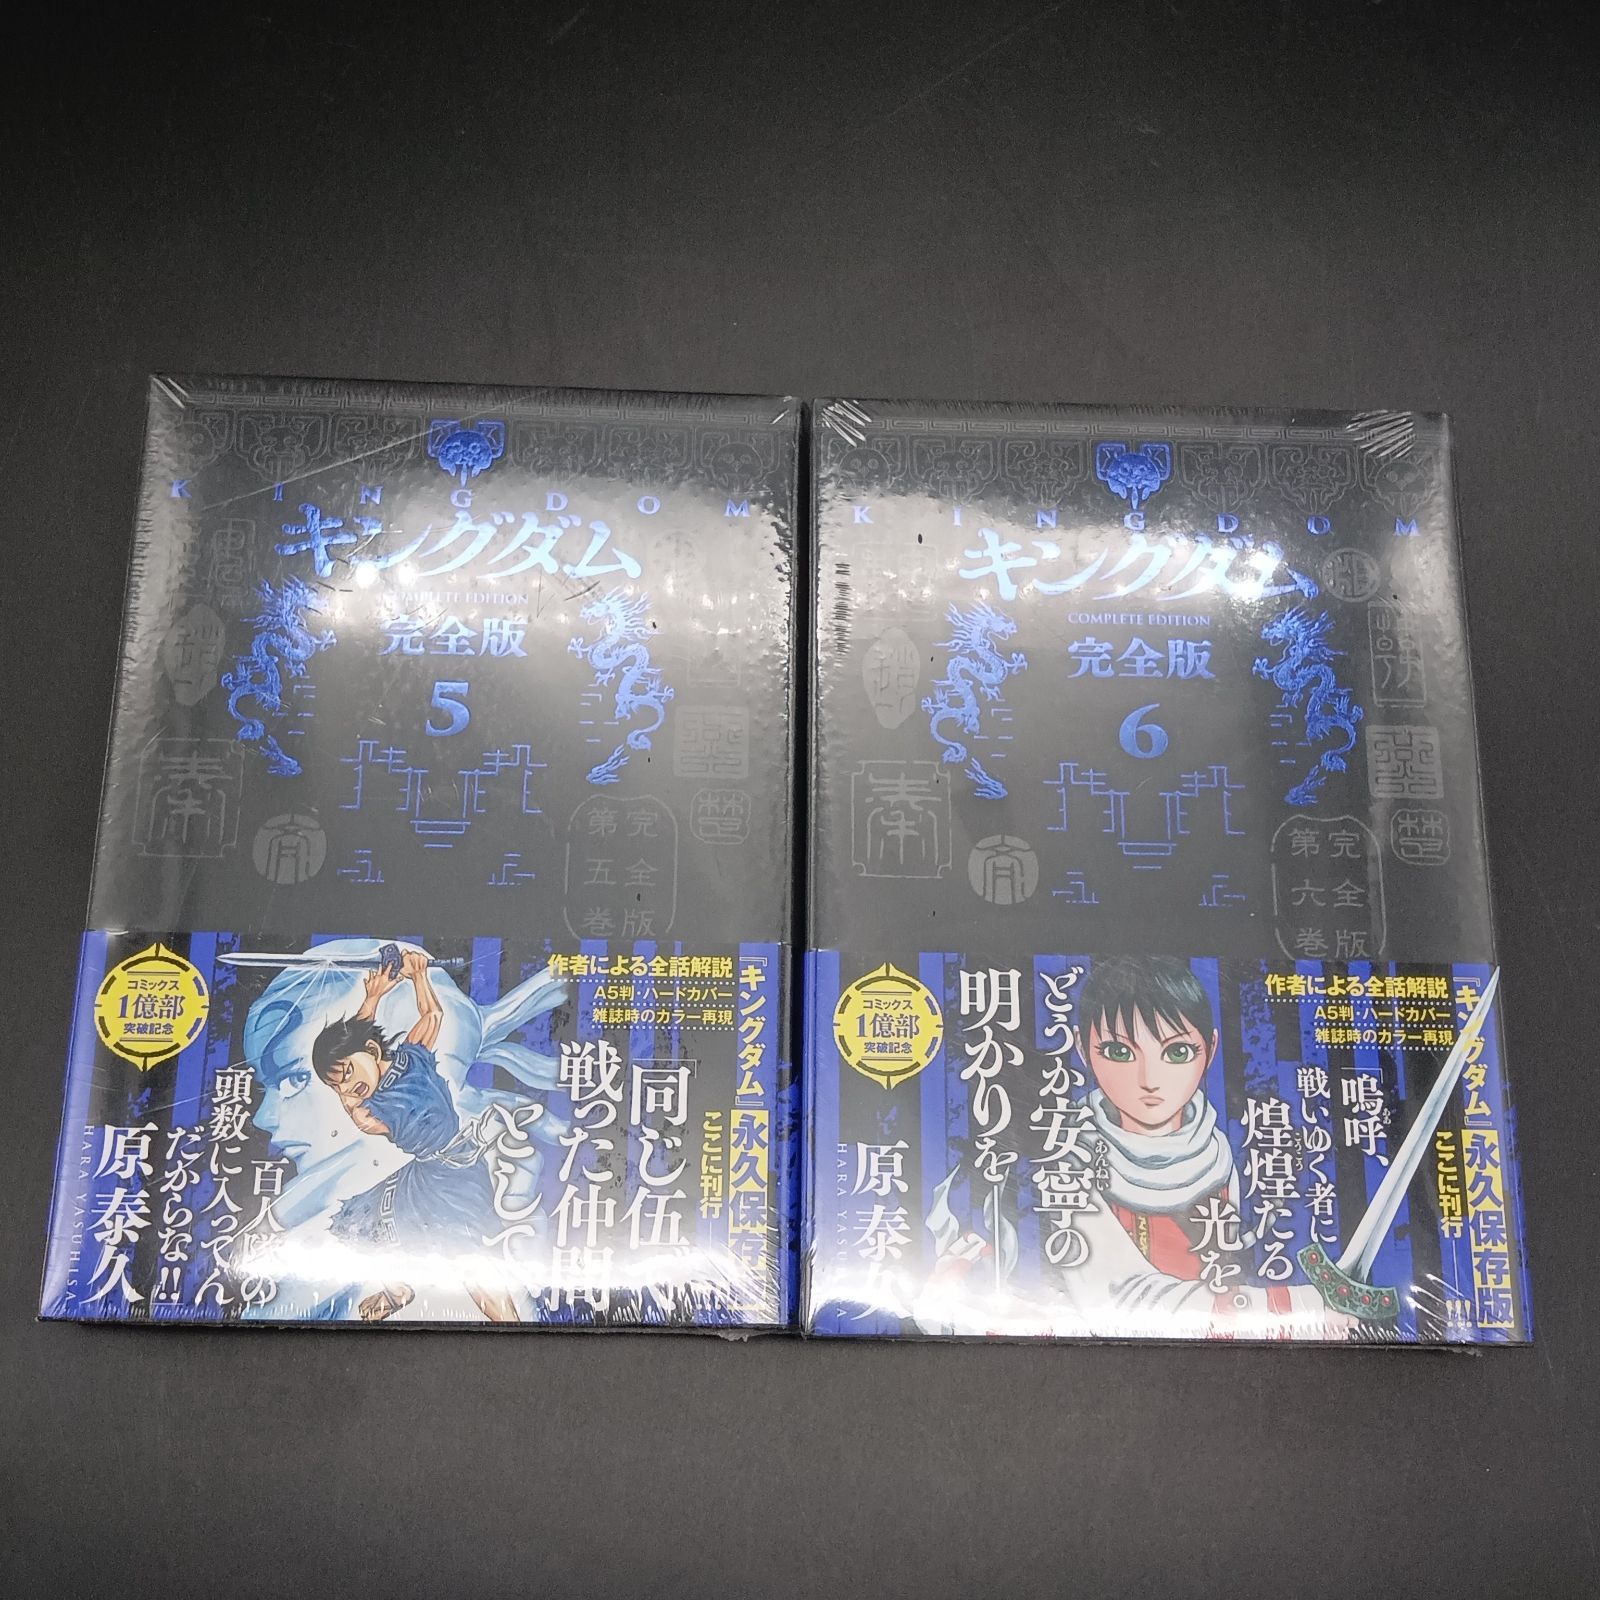 KINGDOM
キングダム
COMPLETE EDITION
完全版
5
秦
斉
楚
完全版
第五巻
コミックス
1億部
突破記念
作者による全話解説
A5判・ハードカバー
雑誌時のカラー再現
『キングダム』永久保存
ここに刊行
「同じ伍で
戦った仲間
として、
百人隊の
頭数に入ってん
だからな!!
原泰久
HARA YASUHISA
KINGDOM
キングダム
COMPLETE EDITION
完全版
6
秦
斉
楚
完全版
第六巻
コミックス
1億部
突破記念
作者による全話解説
A5判・ハードカバー
雑誌時のカラー再現
『キングダム』永久保存版
ここに刊行――!!!
「嗚呼、
戦いゆく者に
煌煌たる
光を。
どうか安寧の
明かりを――
原泰久
HARA YASUHISA